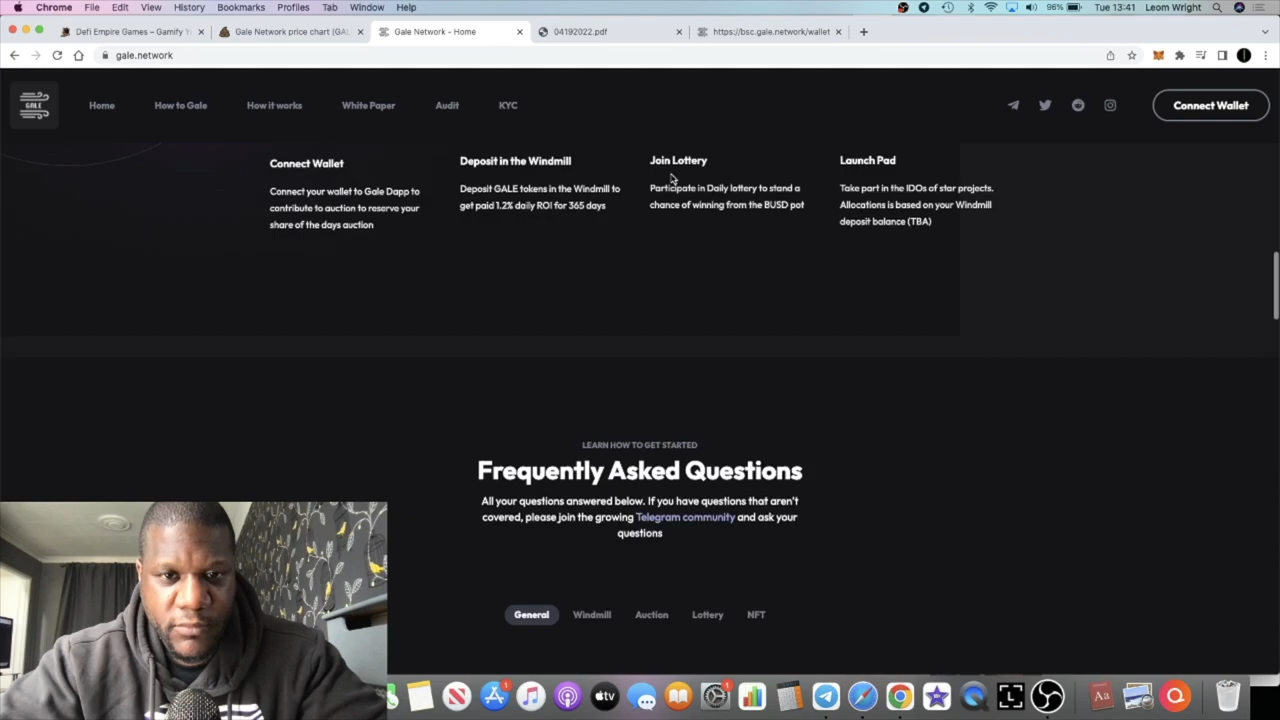 Chrome File Edit View History Bookmarks Profiles Tab Window Help 96% Tue 13:41 Leom Wright
Defi Empire Games – Gamify Y Gale Network price chart (GAL Gale Network - Home 04192022.pdf https://bsc.gale.network/wallet
gale.network
GALE Home How to Gale How it works White Paper Audit KYC Connect Wallet
Connect Wallet Deposit in the Windmill Join Lottery Launch Pad
Connect your wallet to Gale Dapp to Deposit GALE tokens in the Windmill to Participate in Daily lottery to stand a Take part in the IDOs of star projects.
contribute to auction to reserve your get paid 1.2% daily ROI for 365 days chance of winning from the BUSD pot Allocations is based on your Windmill
share of the days auction deposit balance (TBA)
LEARN HOW TO GET STARTED
Frequently Asked Questions
All your questions answered below. If you have questions that aren't
covered, please join the growing Telegram community and ask your
questions
General Windmill Auction Lottery NFT
tv